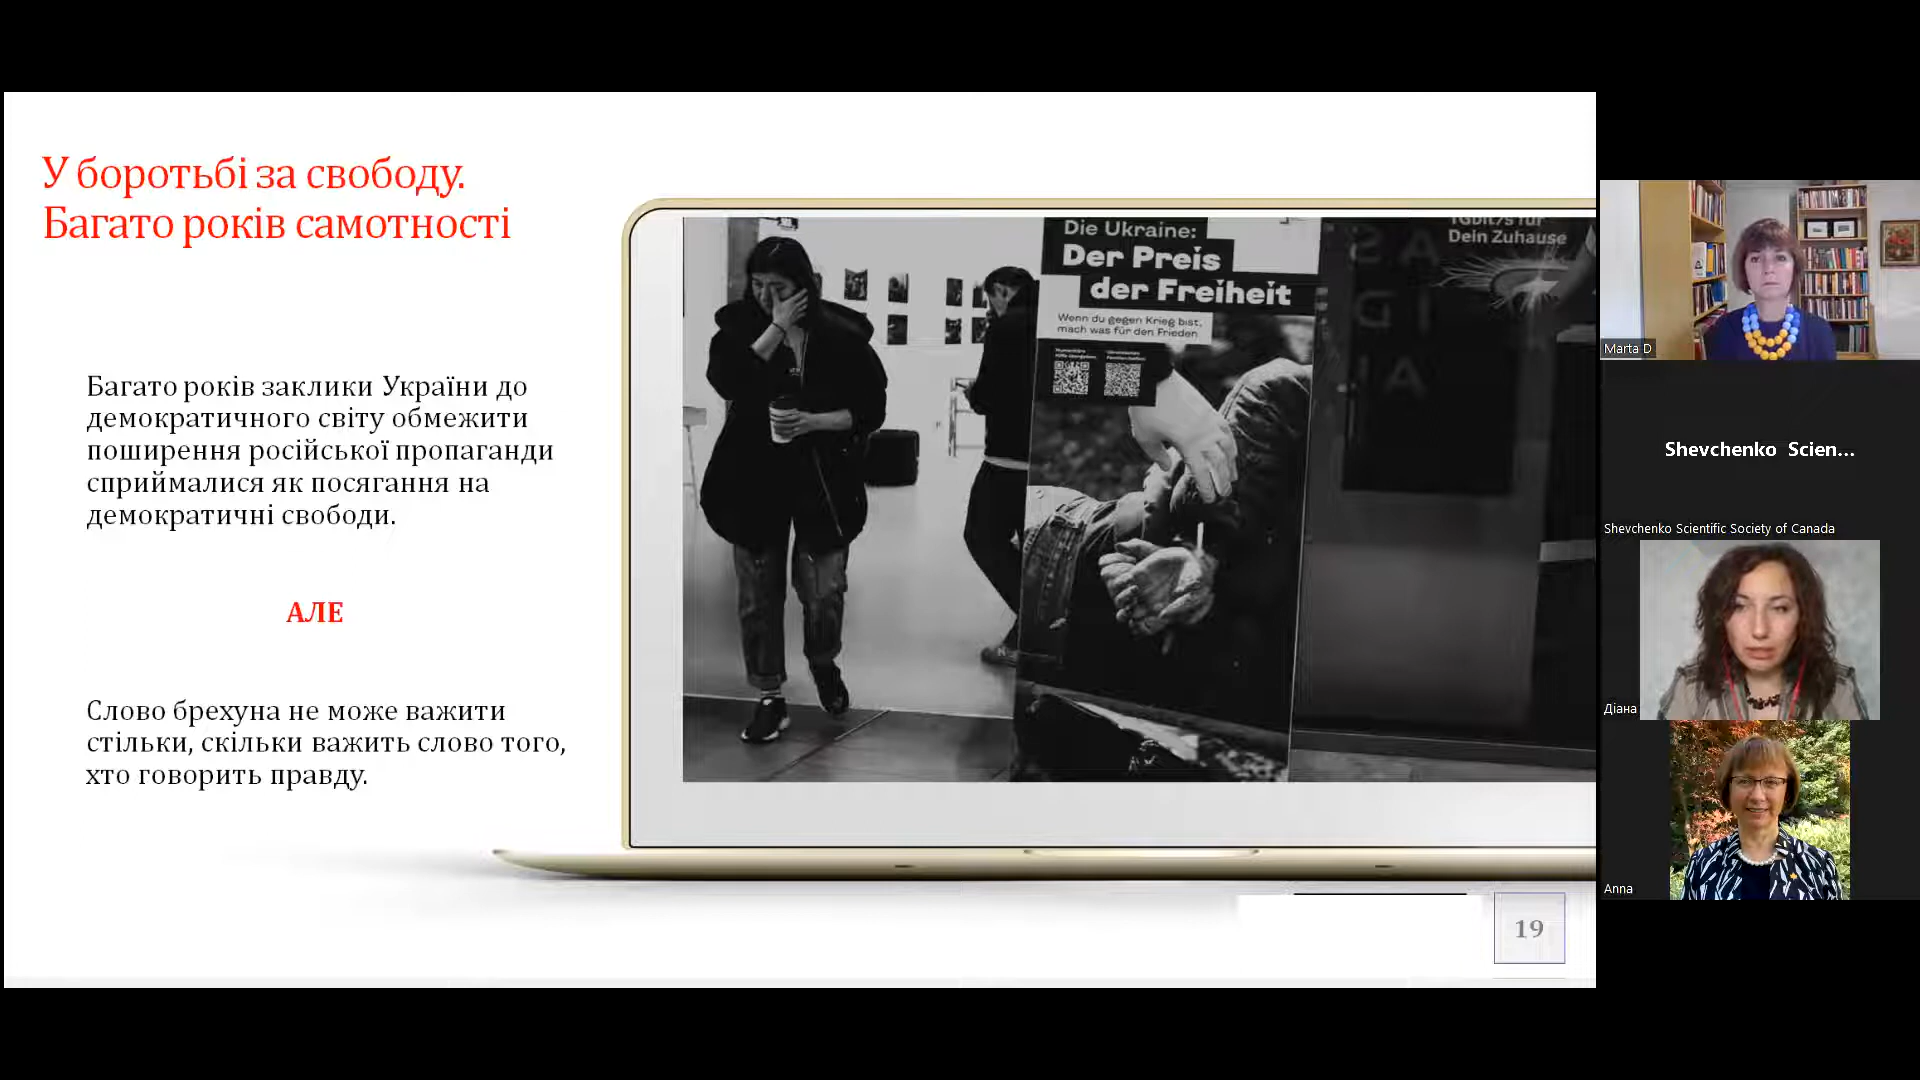 У боротьбі за свободу.
Багато років самотності
Багато років заклики України до
демократичного світу обмежити
поширення російської пропаганди
сприймалися як посягання на
демократичні свободи.
АЛЕ
Слово брехуна не може важити
стільки, скільки важить слово того,
хто говорить правду.
Die Ukraine:
Der Preis
der Freiheit
Wenn du gegen Krieg bist,
mach was für den Frieden
1Gbit/s für
Dein Zuhause
19
Marta D
Shevchenko Scien...
Shevchenko Scientific Society of Canada
Діана
Anna